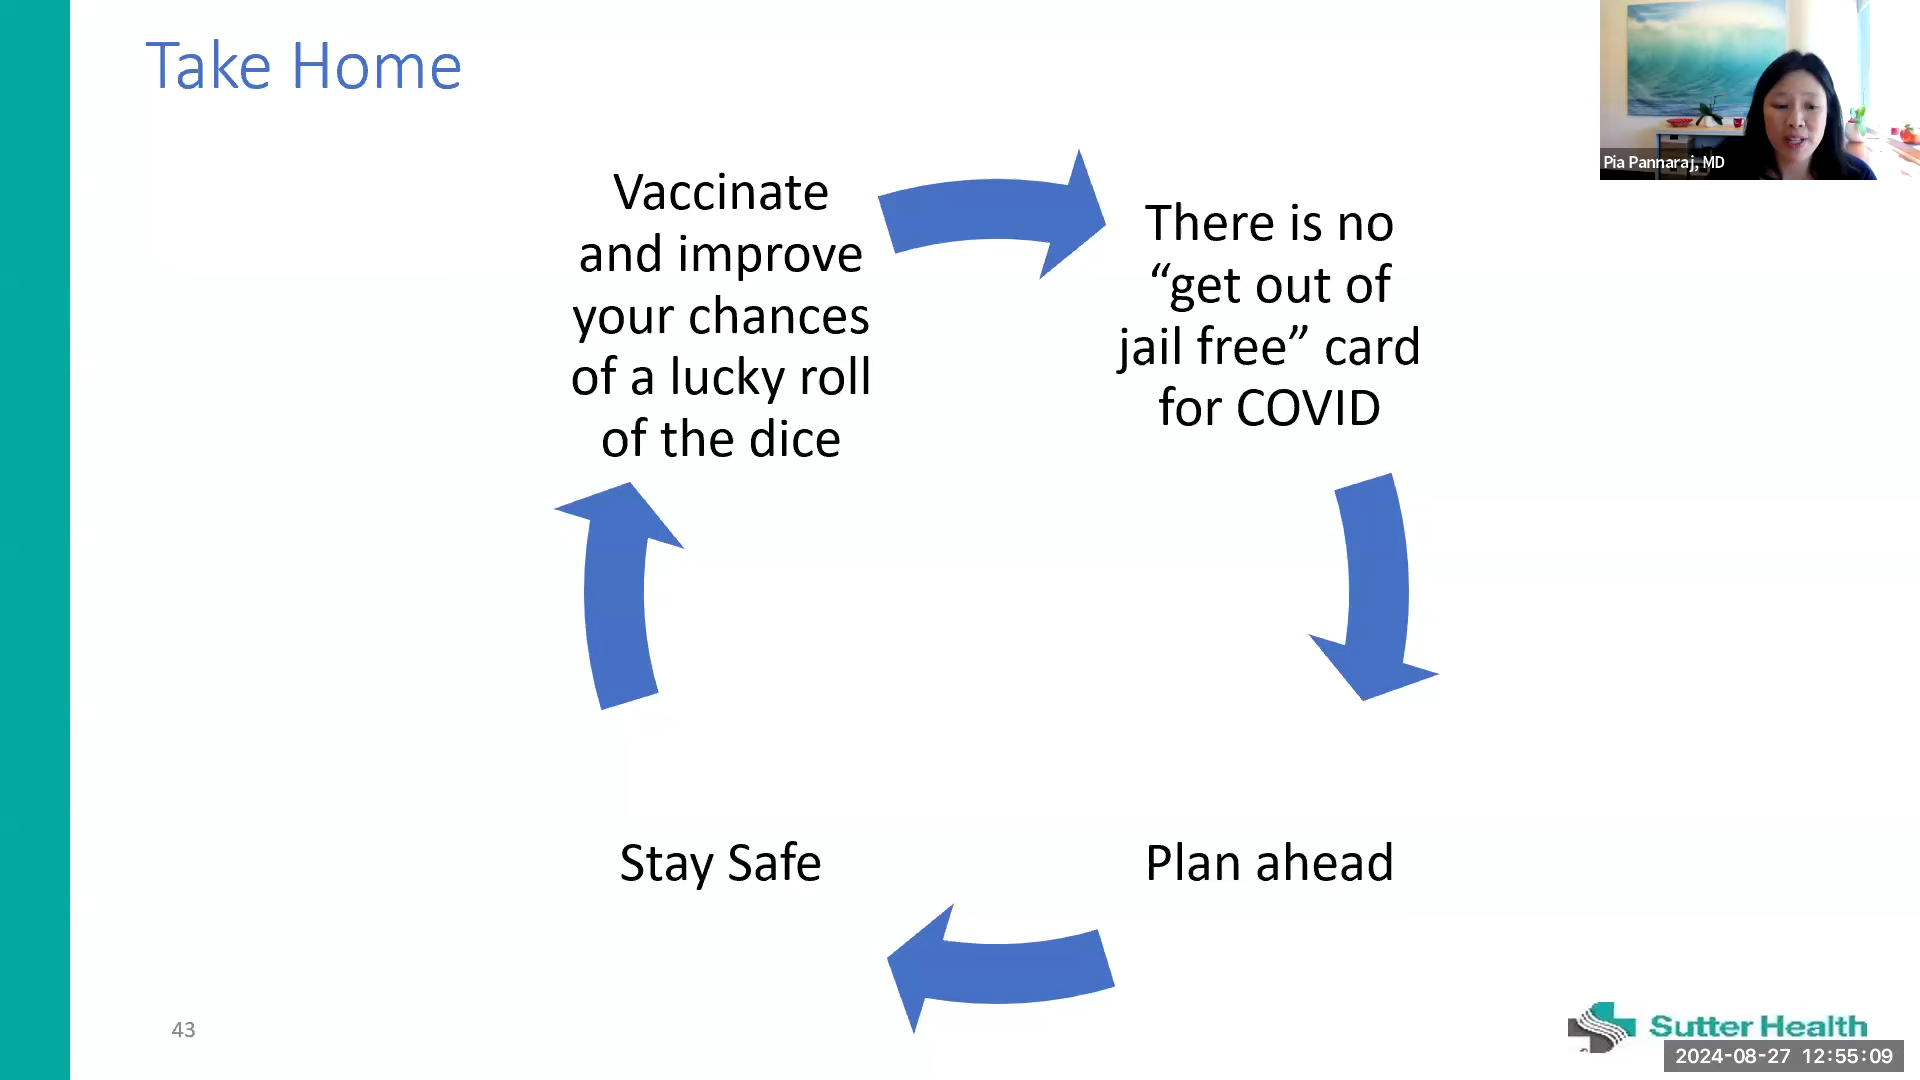 Take Home
Pia Pannaraj, MD
Vaccinate
and improve
your chances
of a lucky roll
of the dice
There is no
“get out of
jail free” card
for COVID
Stay Safe
Plan ahead
43
Sutter Health
2024-08-27 12:55:09